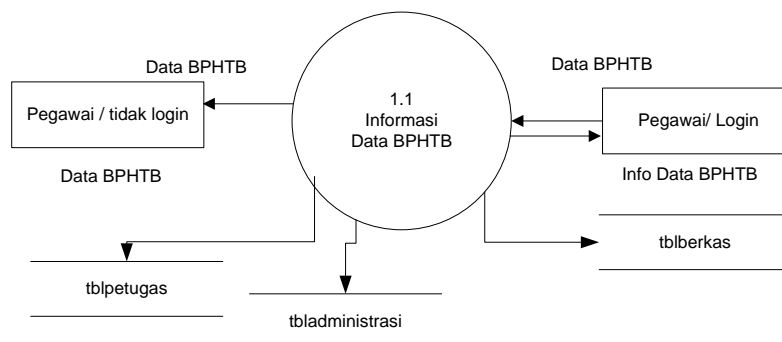 Data BPHTB
Data BPHTB
1.1
Informasi
Data BPHTB
Pegawai / tidak login
Pegawai/ Login
Data BPHTB
Info Data BPHTB
tblberkas
tblpetugas
tbladministrasi